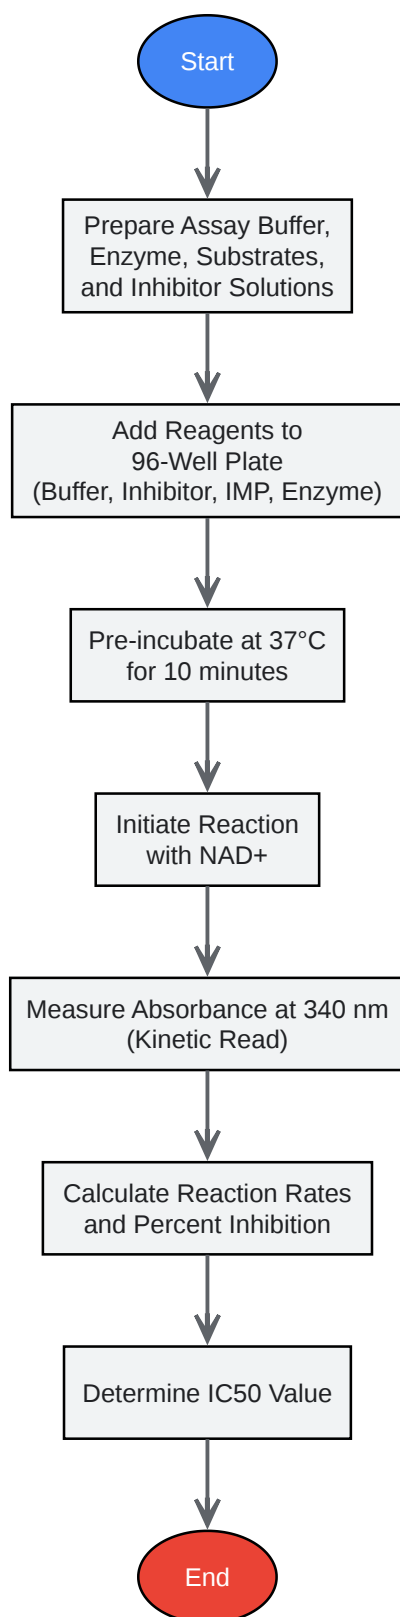 Start
Prepare Assay Buffer,
Enzyme, Substrates,
and Inhibitor Solutions
Add Reagents to
96-Well Plate
(Buffer, Inhibitor, IMP, Enzyme)
Pre-incubate at 37°C
for 10 minutes
Initiate Reaction
with NAD+
Measure Absorbance at 340 nm
(Kinetic Read)
Calculate Reaction Rates
and Percent Inhibition
Determine IC50 Value
End